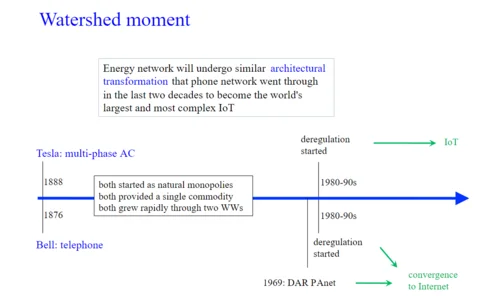 Watershed moment
Energy network will undergo similar architectural
transformation that phone network went through
in the last two decades to become the world's
largest and most complex IoT
deregulation
started
IoT
Tesla: multi-phase AC
1888
both started as natural monopolies
both provided a single commodity
both grew rapidly through two WWs
1980-90s
1876
1980-90s
Bell: telephone
deregulation
started
convergence
to Internet
1969: DAR PAnet